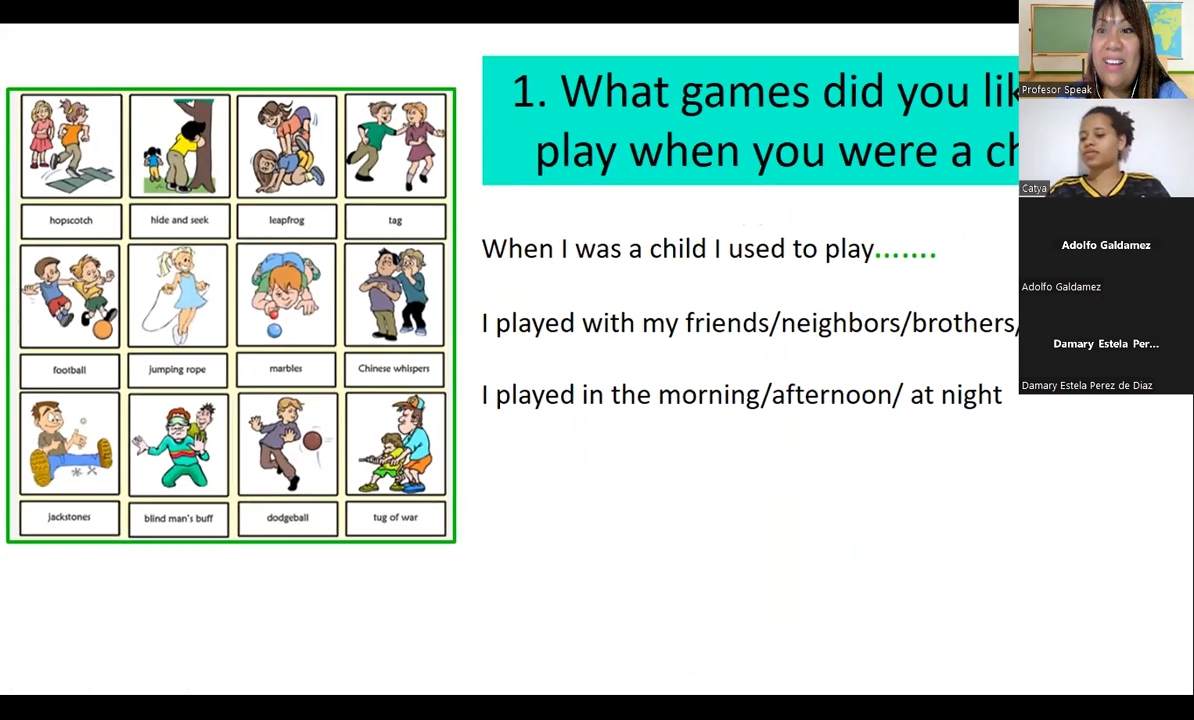 1. What games did you
play when you were a
hopscotch
hide and seek
leapfrog
tag
football
jumping rope
marbles
Chinese whispers
jackstones
blind man's buff
dodgeball
tug of war
When I was a child I used to play.......
I played with my friends/neighbors/brothers/
I played in the morning/afternoon/ at night
Profesor Speak
Catya
Adolfo Galdamez
Adolfo Galdamez
Damary Estela Per...
Damary Estela Perez de Diaz